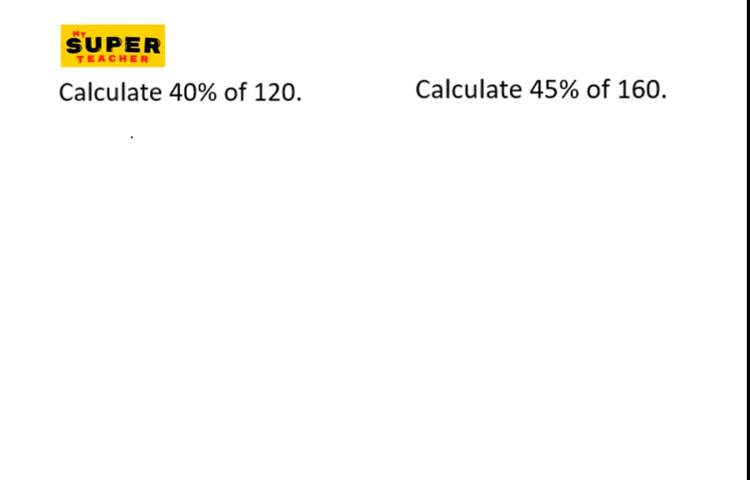 My
SUPER
TEACHER
Calculate 40% of 120.
Calculate 45% of 160.